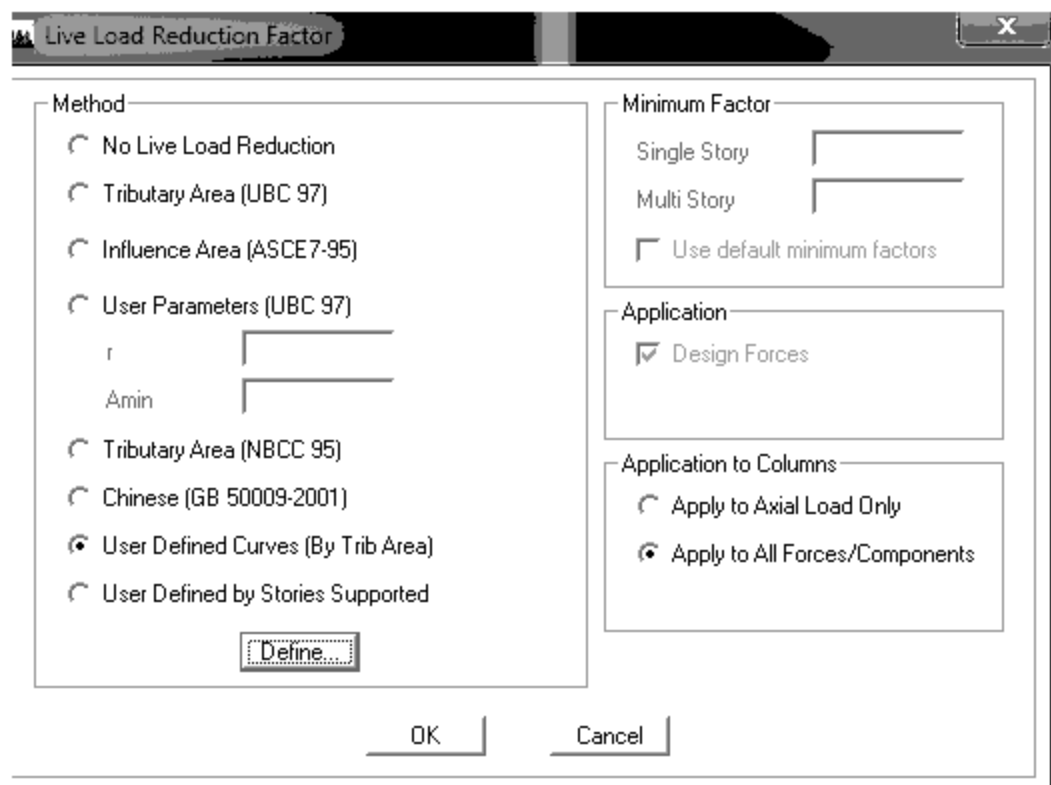 Live Load Reduction Factor
X
Method
No Live Load Reduction
Tributary Area (UBC 97)
Influence Area (ASCE7-95)
User Parameters (UBC 97)
r
Amin
Tributary Area (NBCC 95)
Chinese (GB 50009-2001)
User Defined Curves (By Trib Area)
User Defined by Stories Supported
Define...
Minimum Factor
Single Story
Multi Story
Use default minimum factors
Application
Design Forces
Application to Columns
Apply to Axial Load Only
Apply to All Forces/Components
OK
Cancel